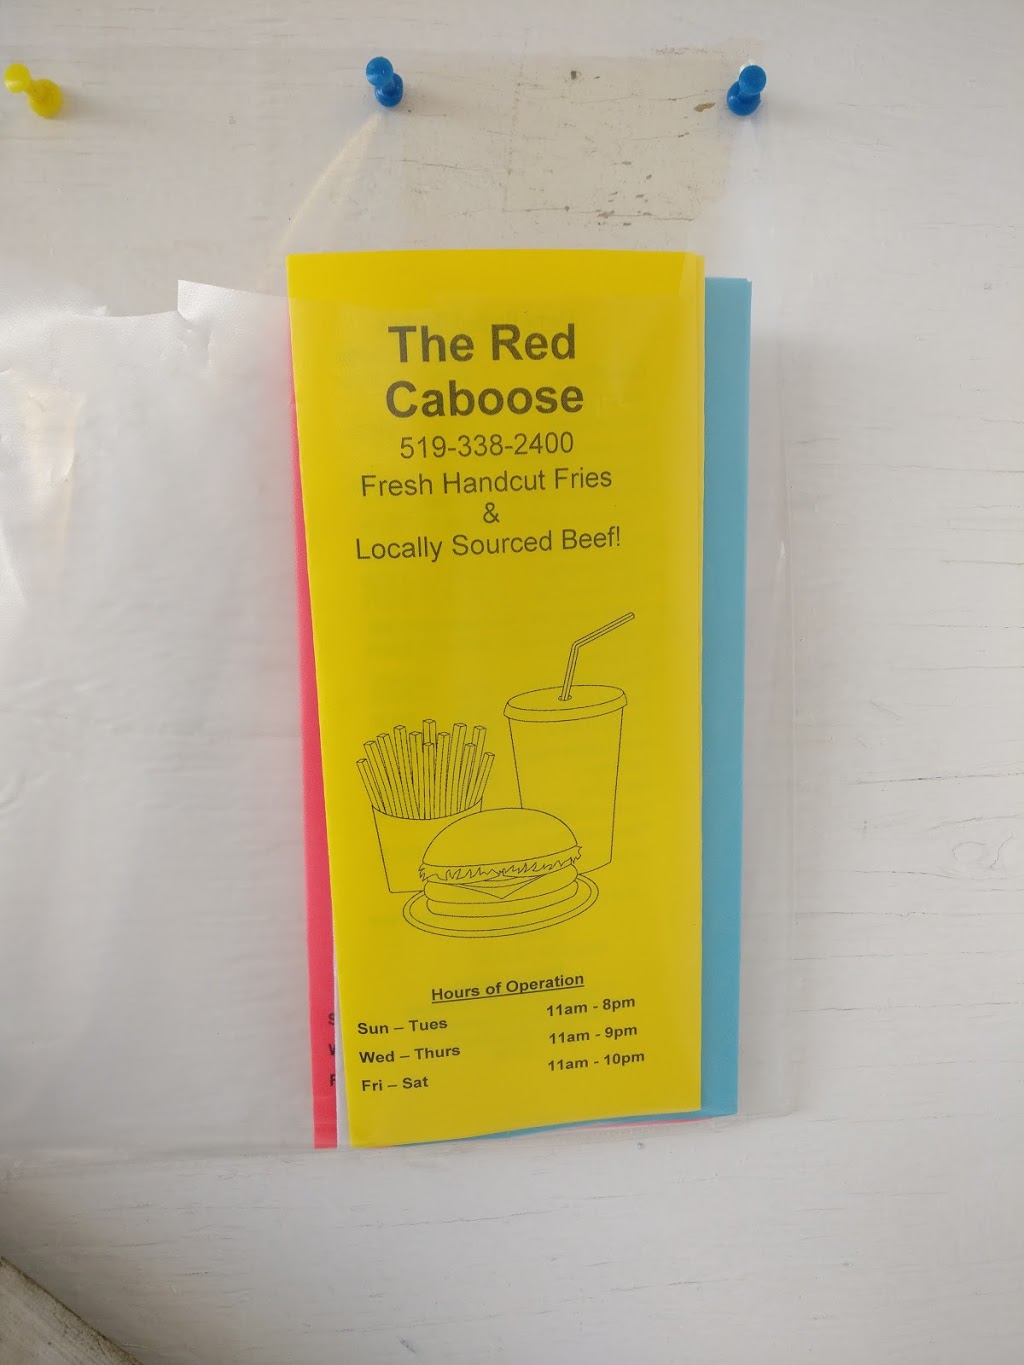 The Red
Caboose
519-338-2400
Fresh Handcut Fries
&
Locally Sourced Beef!
Hours of Operation
Sun – Tues 11am - 8pm
Wed – Thurs 11am - 9pm
Fri – Sat 11am - 10pm
S
W
F